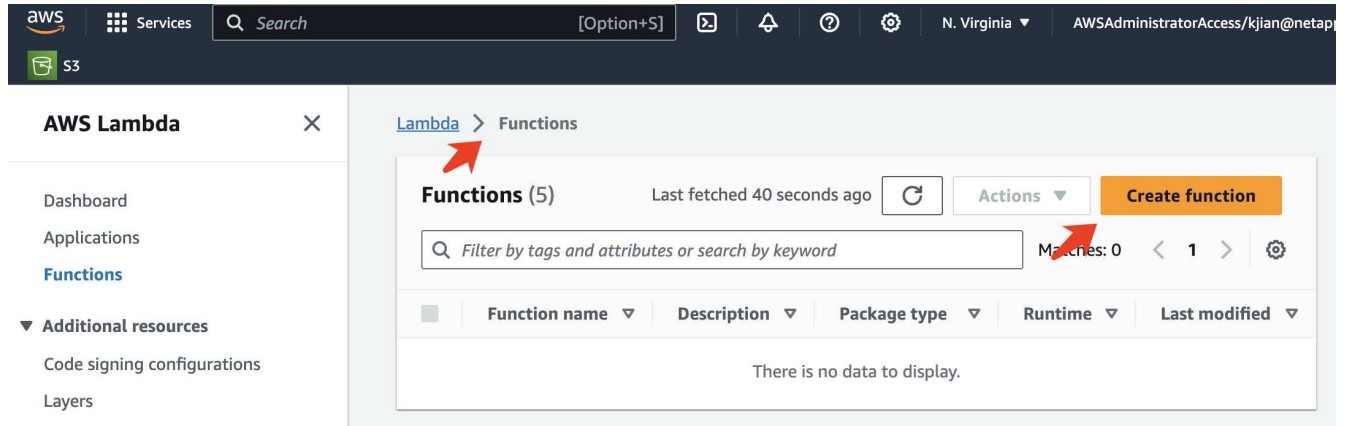 aws Services Search [Option+S] N. Virginia ▼ AWSAdministratorAccess/kjian@netapp
S3
AWS Lambda
Lambda > Functions
Functions (5) Last fetched 40 seconds ago Actions ▼ Create function
Filter by tags and attributes or search by keyword Matches: 0 < 1 >
Function name Description Package type Runtime Last modified
There is no data to display.
Dashboard
Applications
Functions
▼ Additional resources
Code signing configurations
Layers